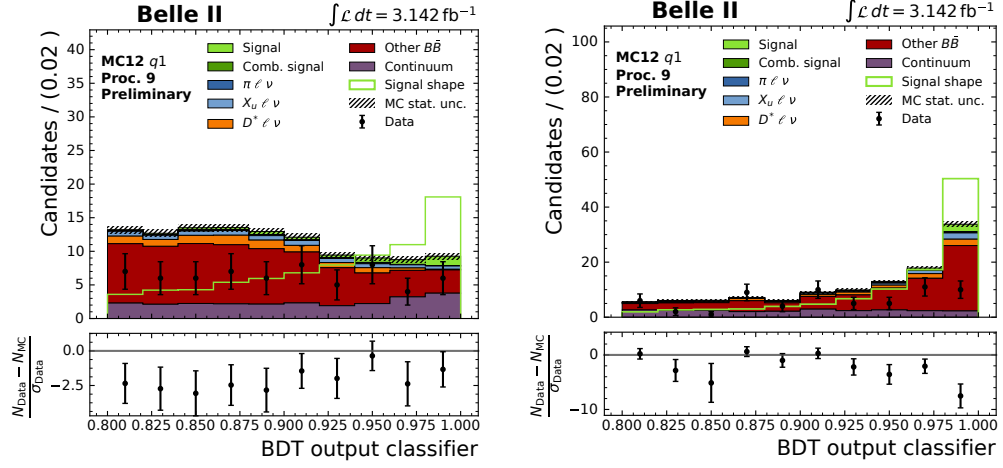 Belle II
∫ℒ dt = 3.142 fb⁻¹
Candidates / (0.02 )
40
35
30
25
20
15
10
5
0
MC12 q1
Proc. 9
Preliminary
Signal
Comb. signal
π ℓ ν
Xᵤ ℓ ν
D* ℓ ν
Other BB̄
Continuum
Signal shape
MC stat. unc.
Data
N_Data − N_MC
σ_Data
0.0
−2.5
0.800 0.825 0.850 0.875 0.900 0.925 0.950 0.975 1.000
BDT output classifier
Belle II
∫ℒ dt = 3.142 fb⁻¹
Candidates / (0.02 )
100
80
60
40
20
0
MC12 q1
Proc. 9
Preliminary
Signal
Comb. signal
π ℓ ν
Xᵤ ℓ ν
D* ℓ ν
Other BB̄
Continuum
Signal shape
MC stat. unc.
Data
N_Data − N_MC
σ_Data
0
−10
0.800 0.825 0.850 0.875 0.900 0.925 0.950 0.975 1.000
BDT output classifier